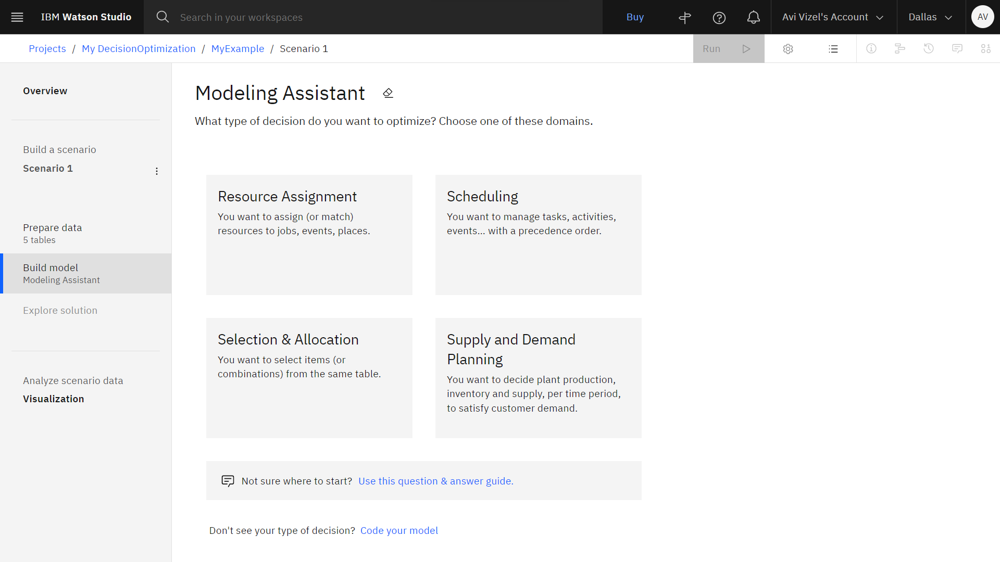 IBM Watson Studio
Search in your workspaces
Buy
Avi Vizel's Account
Dallas
AV
Projects / My DecisionOptimization / MyExample / Scenario 1
Run
Overview
Build a scenario
Scenario 1
Prepare data
5 tables
Build model
Modeling Assistant
Explore solution
Analyze scenario data
Visualization
Modeling Assistant
What type of decision do you want to optimize? Choose one of these domains.
Resource Assignment
You want to assign (or match)
resources to jobs, events, places.
Scheduling
You want to manage tasks, activities,
events... with a precedence order.
Selection & Allocation
You want to select items (or
combinations) from the same table.
Supply and Demand
Planning
You want to decide plant production,
inventory and supply, per time period,
to satisfy customer demand.
Not sure where to start? Use this question & answer guide.
Don't see your type of decision? Code your model